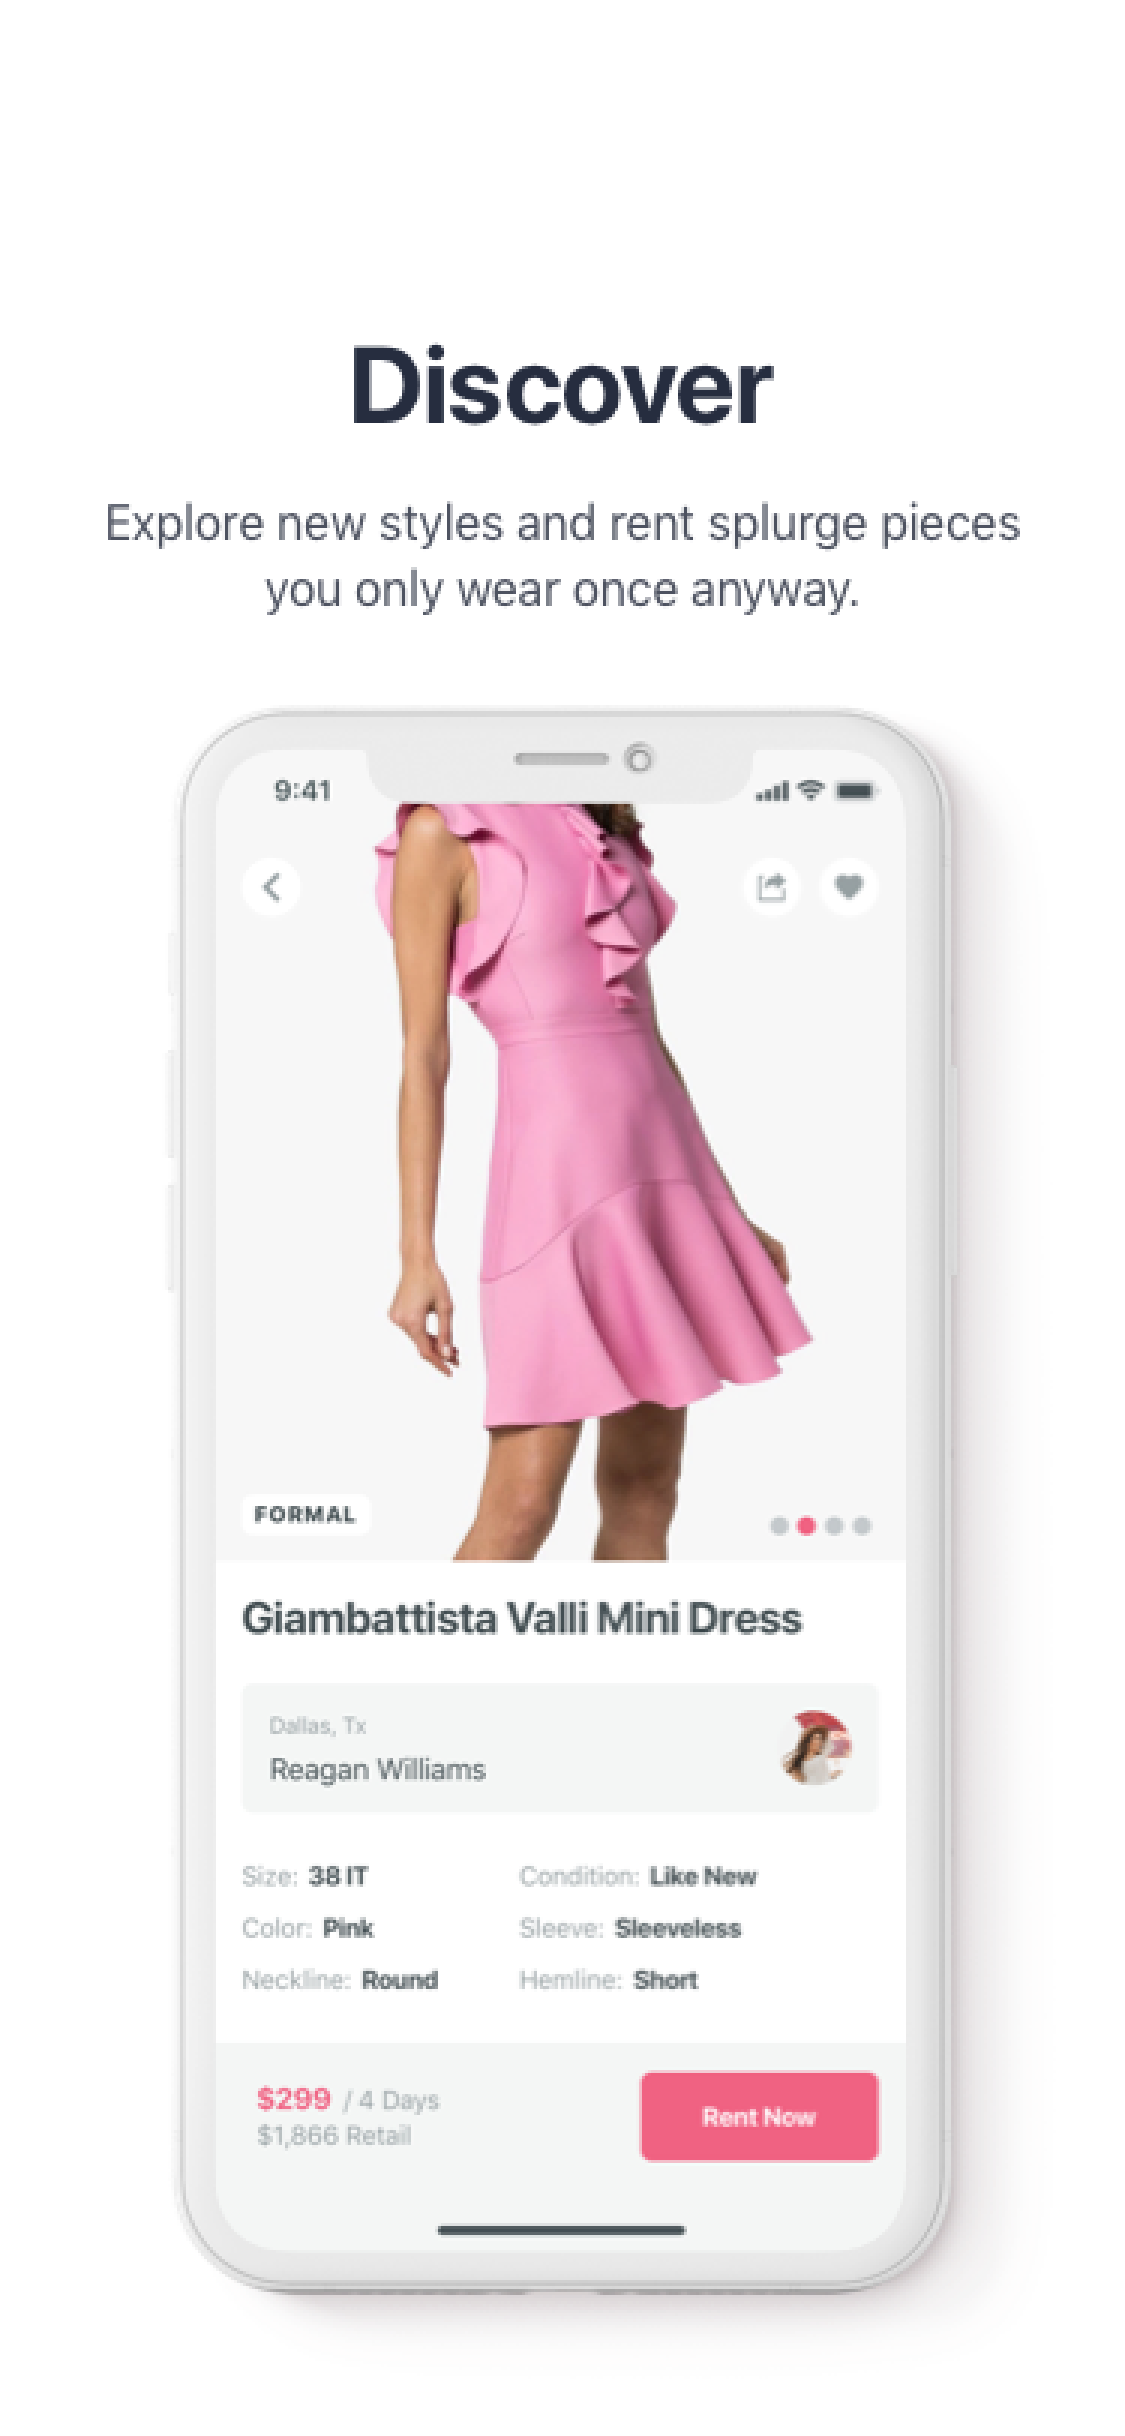 Discover
Explore new styles and rent splurge pieces
you only wear once anyway.
9:41
FORMAL
Giambattista Valli Mini Dress
Dallas, Tx
Reagan Williams
Size: 38 IT
Condition: Like New
Color: Pink
Sleeve: Sleeveless
Neckline: Round
Hemline: Short
$299 / 4 Days
$1,866 Retail
Rent Now